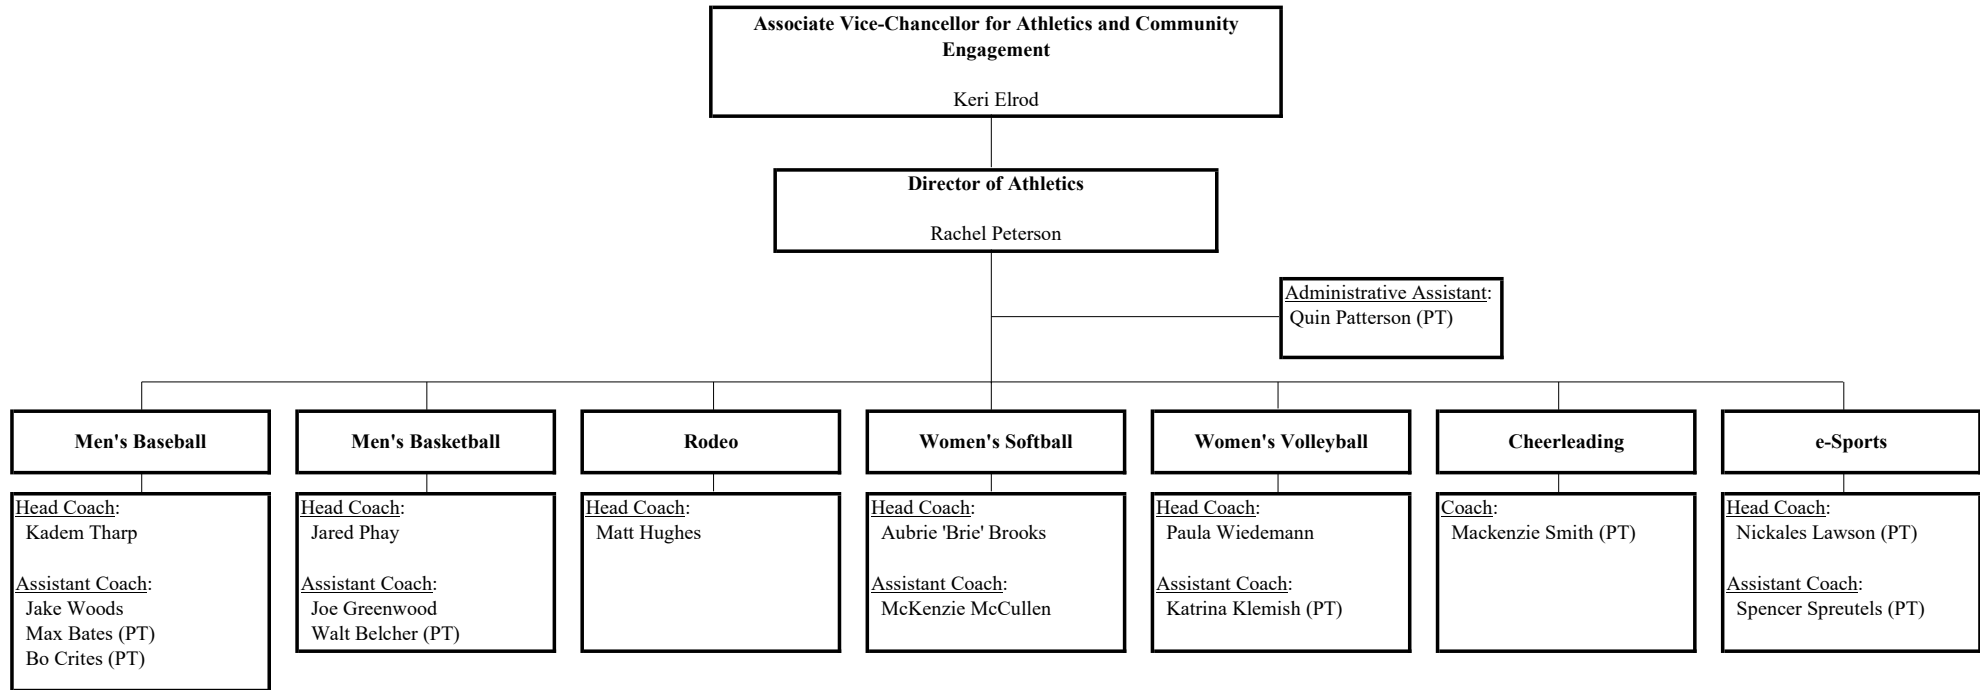 Associate Vice-Chancellor for Athletics and Community
Engagement
Keri Elrod
Director of Athletics
Rachel Peterson
Administrative Assistant:
Quin Patterson (PT)
Men's Baseball
Head Coach:
Kadem Tharp
Assistant Coach:
Jake Woods
Max Bates (PT)
Bo Crites (PT)
Men's Basketball
Head Coach:
Jared Phay
Assistant Coach:
Joe Greenwood
Walt Belcher (PT)
Rodeo
Head Coach:
Matt Hughes
Women's Softball
Head Coach:
Aubrie 'Brie' Brooks
Assistant Coach:
McKenzie McCullen
Women's Volleyball
Head Coach:
Paula Wiedemann
Assistant Coach:
Katrina Klemish (PT)
Cheerleading
Coach:
Mackenzie Smith (PT)
e-Sports
Head Coach:
Nickales Lawson (PT)
Assistant Coach:
Spencer Spreutels (PT)